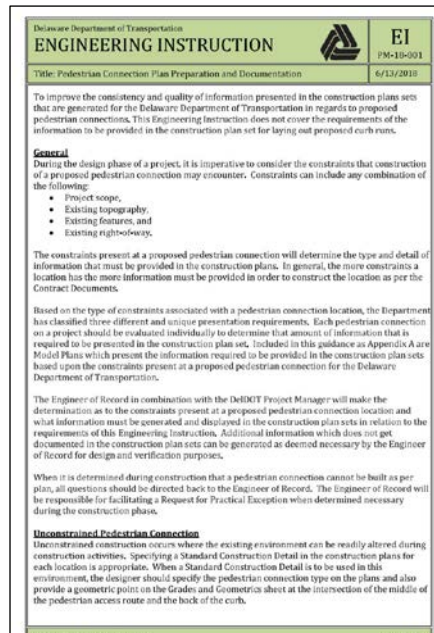 Delaware Department of Transportation
ENGINEERING INSTRUCTION
EI
PM-18-001
Title: Pedestrian Connection Plan Preparation and Documentation
6/13/2018
To improve the consistency and quality of information presented in the construction plans sets
that are generated for the Delaware Department of Transportation in regards to proposed
pedestrian connections. This Engineering Instruction does not cover the requirements of the
information to be provided in the construction plan set for laying out proposed curb runs.
General
During the design phase of a project, it is imperative to consider the constraints that construction
of a proposed pedestrian connection may encounter. Constraints can include any combination of
the following:
• Project scope,
• Existing topography,
• Existing features, and
• Existing right-of-way.
The constraints present at a proposed pedestrian connection will determine the type and detail of
information that must be provided in the construction plans. In general, the more constraints a
location has the more information must be provided in order to construct the location as per the
Contract Documents.
Based on the type of constraints associated with a pedestrian connection location, the Department
has classified three different and unique presentation requirements. Each pedestrian connection
on a project should be evaluated individually to determine that amount of information that is
required to be presented in the construction plan set. Included in this guidance as Appendix A are
Model Plans which present the information required to be provided in the construction plan sets
based upon the constraints present at a proposed pedestrian connection for the Delaware
Department of Transportation.
The Engineer of Record in combination with the DelDOT Project Manager will make the
determination as to the constraints present at a proposed pedestrian connection location and
what information must be generated and displayed in the construction plan sets in relation to the
requirements of this Engineering Instruction. Additional information which does not get
documented in the construction plan sets can be generated as deemed necessary by the Engineer
of Record for design and verification purposes.
When it is determined during construction that a pedestrian connection cannot be built as per
plan, all questions should be directed back to the Engineer of Record. The Engineer of Record will
be responsible for facilitating a Request for Practical Exception when determined necessary
during the construction phase.
Unconstrained Pedestrian Connection
Unconstrained construction occurs where the existing environment can be readily altered during
construction activities. Specifying a Standard Construction Detail in the construction plans for
each location is appropriate. When a Standard Construction Detail is to be used in this
environment, the designer should specify the pedestrian connection type on the plans and also
provide a geometric point on the Grades and Geometrics sheet at the intersection of the middle of
the pedestrian access route and the back of the curb.